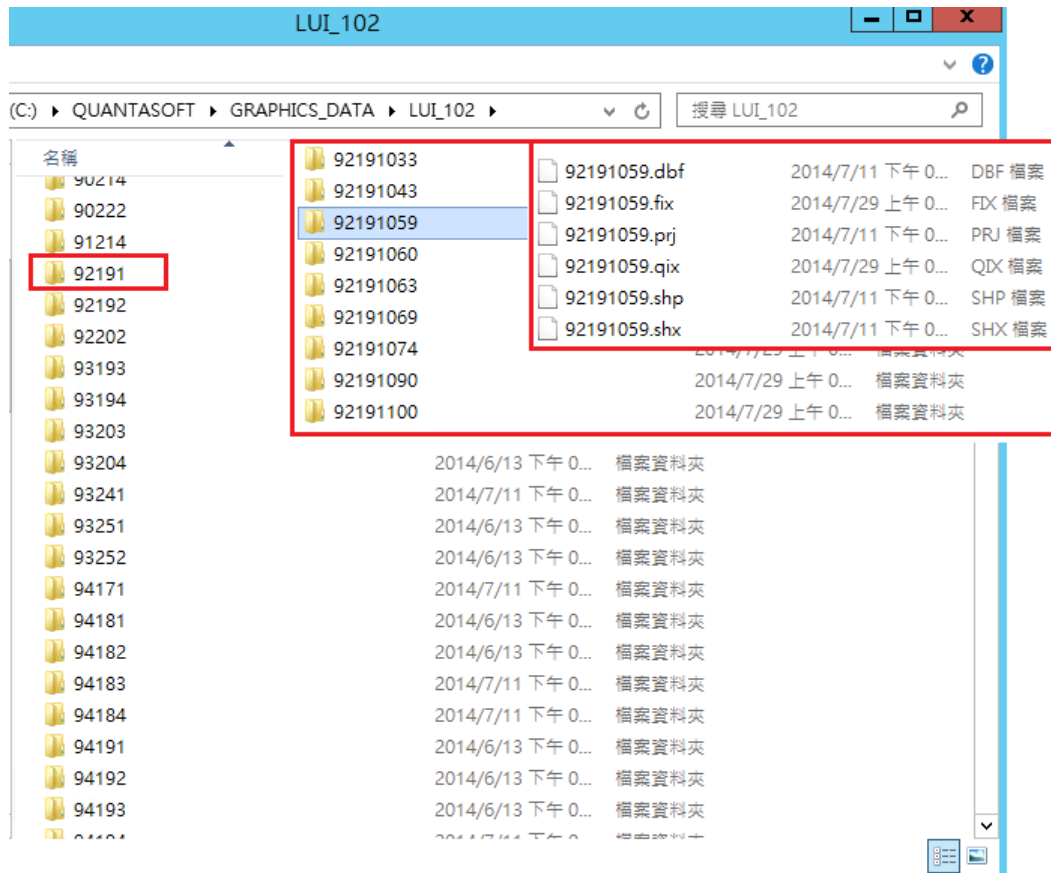 LUI_102
(C:) ▸ QUANTASOFT ▸ GRAPHICS_DATA ▸ LUI_102 ▸
搜尋 LUI_102
名稱
90214
90222
91214
92191
92192
92202
93193
93194
93203
93204 2014/6/13 下午 0... 檔案資料夾
93241 2014/7/11 下午 0... 檔案資料夾
93251 2014/6/13 下午 0... 檔案資料夾
93252 2014/6/13 下午 0... 檔案資料夾
94171 2014/7/11 下午 0... 檔案資料夾
94181 2014/6/13 下午 0... 檔案資料夾
94182 2014/6/13 下午 0... 檔案資料夾
94183 2014/7/11 下午 0... 檔案資料夾
94184 2014/7/11 下午 0... 檔案資料夾
94191 2014/6/13 下午 0... 檔案資料夾
94192 2014/6/13 下午 0... 檔案資料夾
94193 2014/6/13 下午 0... 檔案資料夾
92191033
92191043
92191059
92191060
92191063
92191069
92191074 2014/7/29 上午 0... 檔案資料夾
92191090 2014/7/29 上午 0... 檔案資料夾
92191100 2014/7/29 上午 0... 檔案資料夾
92191059.dbf 2014/7/11 下午 0... DBF 檔案
92191059.fix 2014/7/29 上午 0... FIX 檔案
92191059.prj 2014/7/11 下午 0... PRJ 檔案
92191059.qix 2014/7/29 上午 0... QIX 檔案
92191059.shp 2014/7/11 下午 0... SHP 檔案
92191059.shx 2014/7/11 下午 0... SHX 檔案